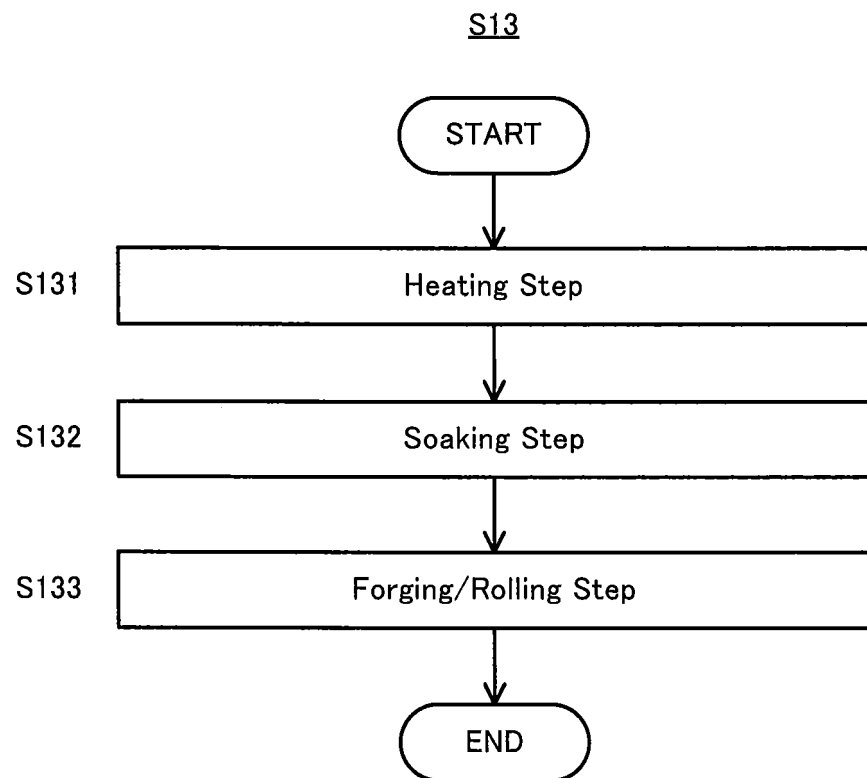 S13
START
S131 Heating Step
S132 Soaking Step
S133 Forging/Rolling Step
END